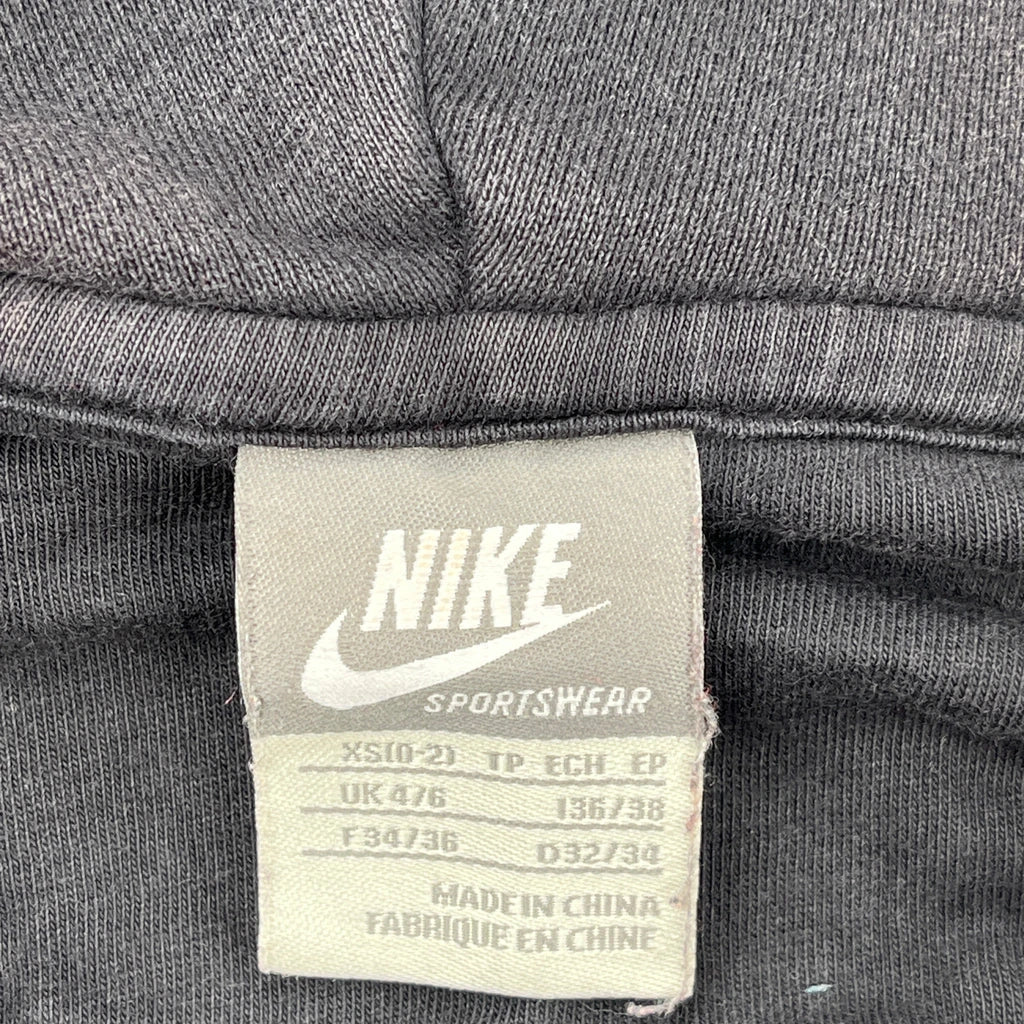 NIKE
SPORTSWEAR
XS(0-2) TP ECH EP
UK 4/6 I36/38
F34/36 D32/34
MADE IN CHINA
FABRIQUE EN CHINE